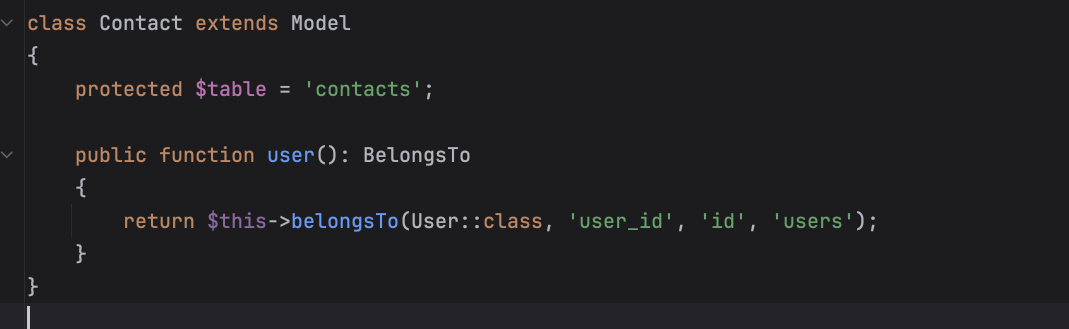 class Contact extends Model
{
    protected $table = 'contacts';

    public function user(): BelongsTo
    {
        return $this->belongsTo(User::class, 'user_id', 'id', 'users');
    }
}